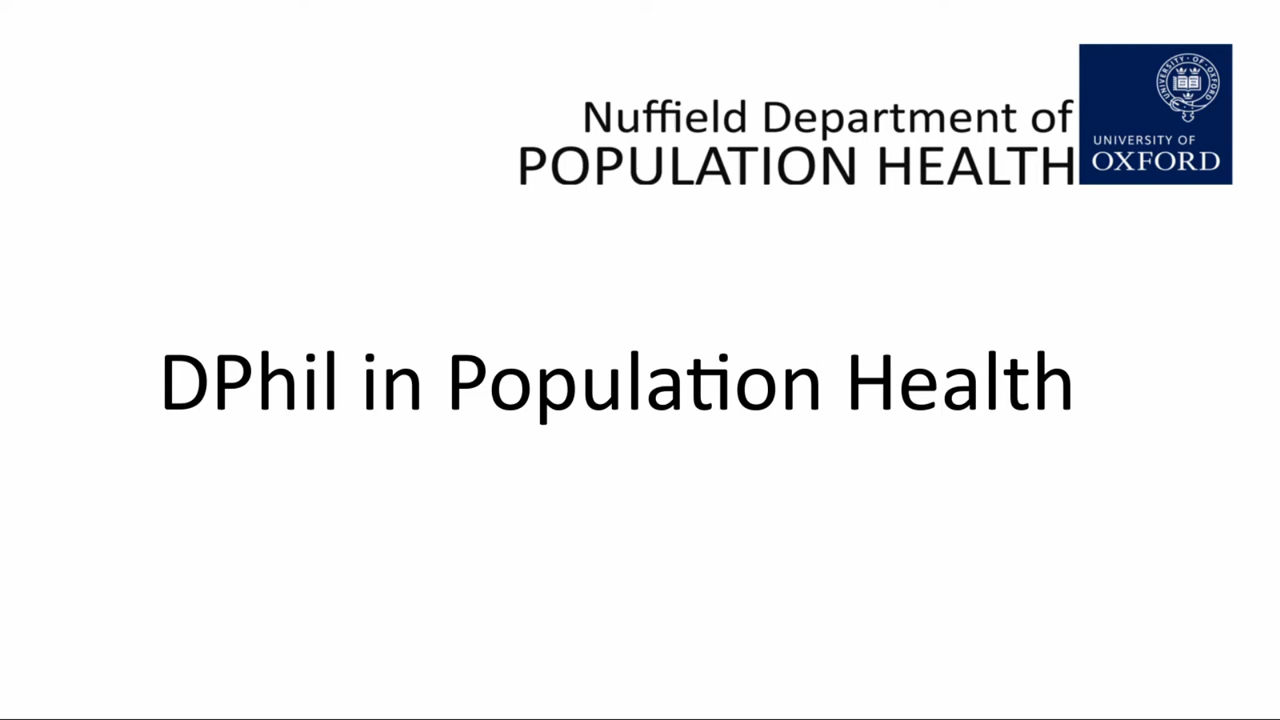 Nuffield Department of
POPULATION HEALTH
UNIVERSITY OF
OXFORD
DPhil in Population Health